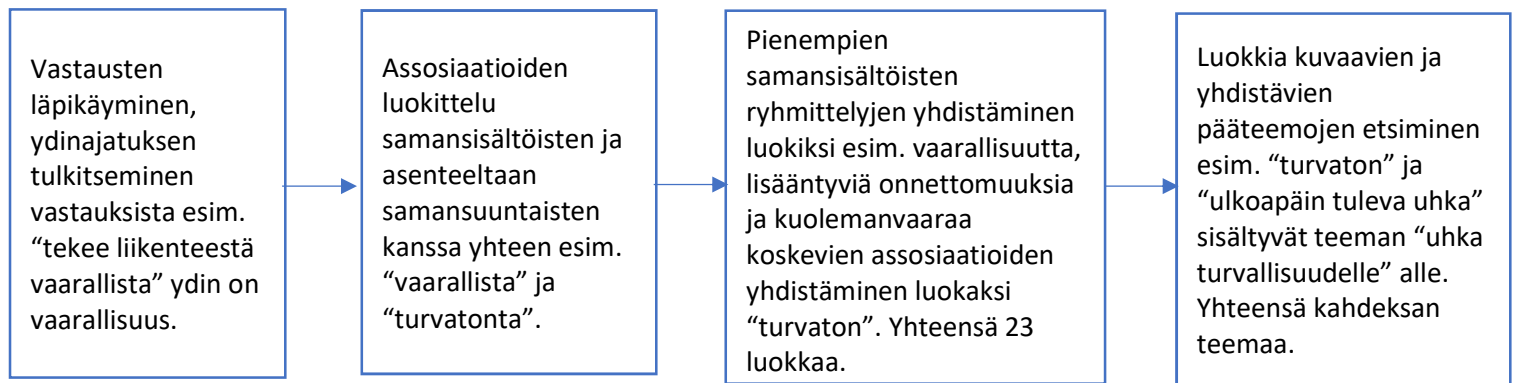 Vastausten
läpikäyminen,
ydinajatuksen
tulkitseminen
vastauksista esim.
“tekee liikenteestä
vaarallista” ydin on
vaarallisuus.
Assosiaatioiden
luokittelu
samansisältöisten ja
asenteeltaan
samansuuntaisten
kanssa yhteen esim.
“vaarallista” ja
“turvatonta”.
Pienempien
samansisältöisten
ryhmittelyjen yhdistäminen
luokiksi esim. vaarallisuutta,
lisääntyviä onnettomuuksia
ja kuolemanvaaraa
koskevien assosiaatioiden
yhdistäminen luokaksi
“turvaton”. Yhteensä 23
luokkaa.
Luokkia kuvaavien ja
yhdistävien
pääteemojen etsiminen
esim. “turvaton” ja
“ulkoapäin tuleva uhka”
sisältyvät teeman “uhka
turvallisuudelle” alle.
Yhteensä kahdeksan
teemaa.